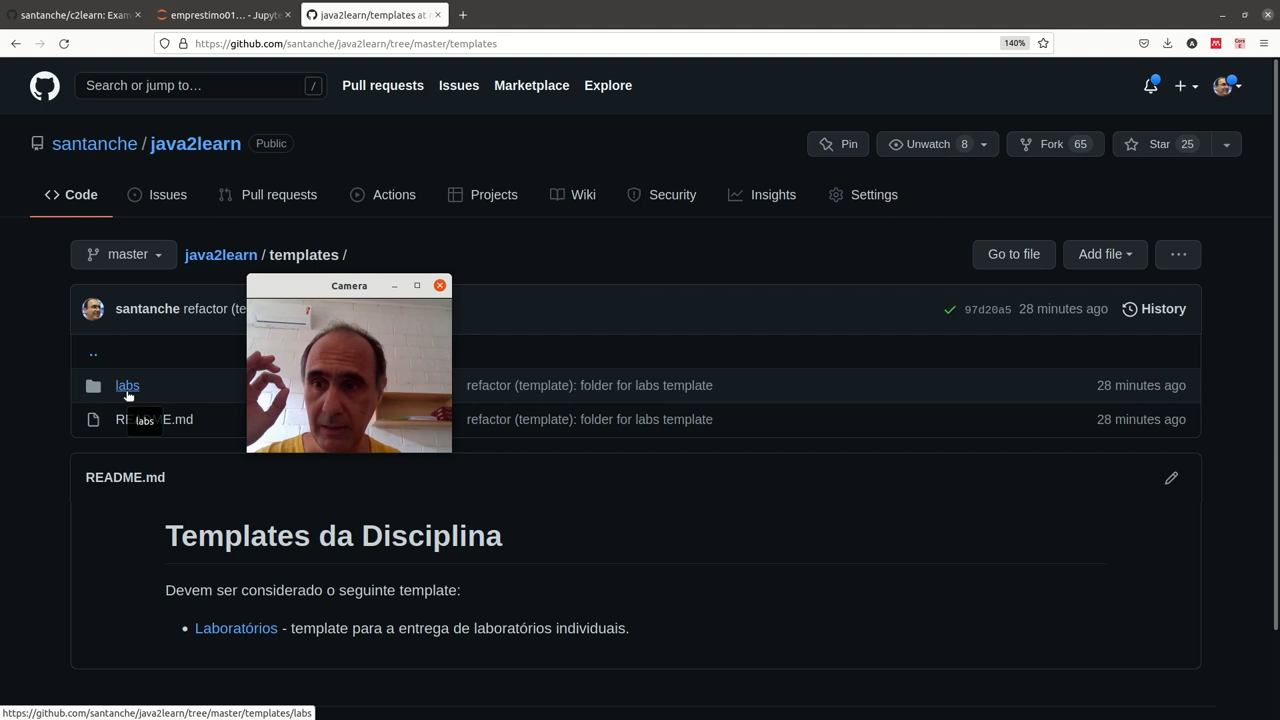 santanche/c2learn: Exam
emprestimo01… - Jupyte
java2learn/templates at
https://github.com/santanche/java2learn/tree/master/templates
140%
Search or jump to…
/
Pull requests
Issues
Marketplace
Explore
santanche / java2learn
Public
Pin
Unwatch 8
Fork 65
Star 25
Code
Issues
Pull requests
Actions
Projects
Wiki
Security
Insights
Settings
master
java2learn / templates /
Go to file
Add file
Camera
santanche refactor (te
97d20a5 28 minutes ago
History
..
labs
refactor (template): folder for labs template
28 minutes ago
README.md
labs
refactor (template): folder for labs template
28 minutes ago
README.md
Templates da Disciplina
Devem ser considerado o seguinte template:
Laboratórios - template para a entrega de laboratórios individuais.
https://github.com/santanche/java2learn/tree/master/templates/labs